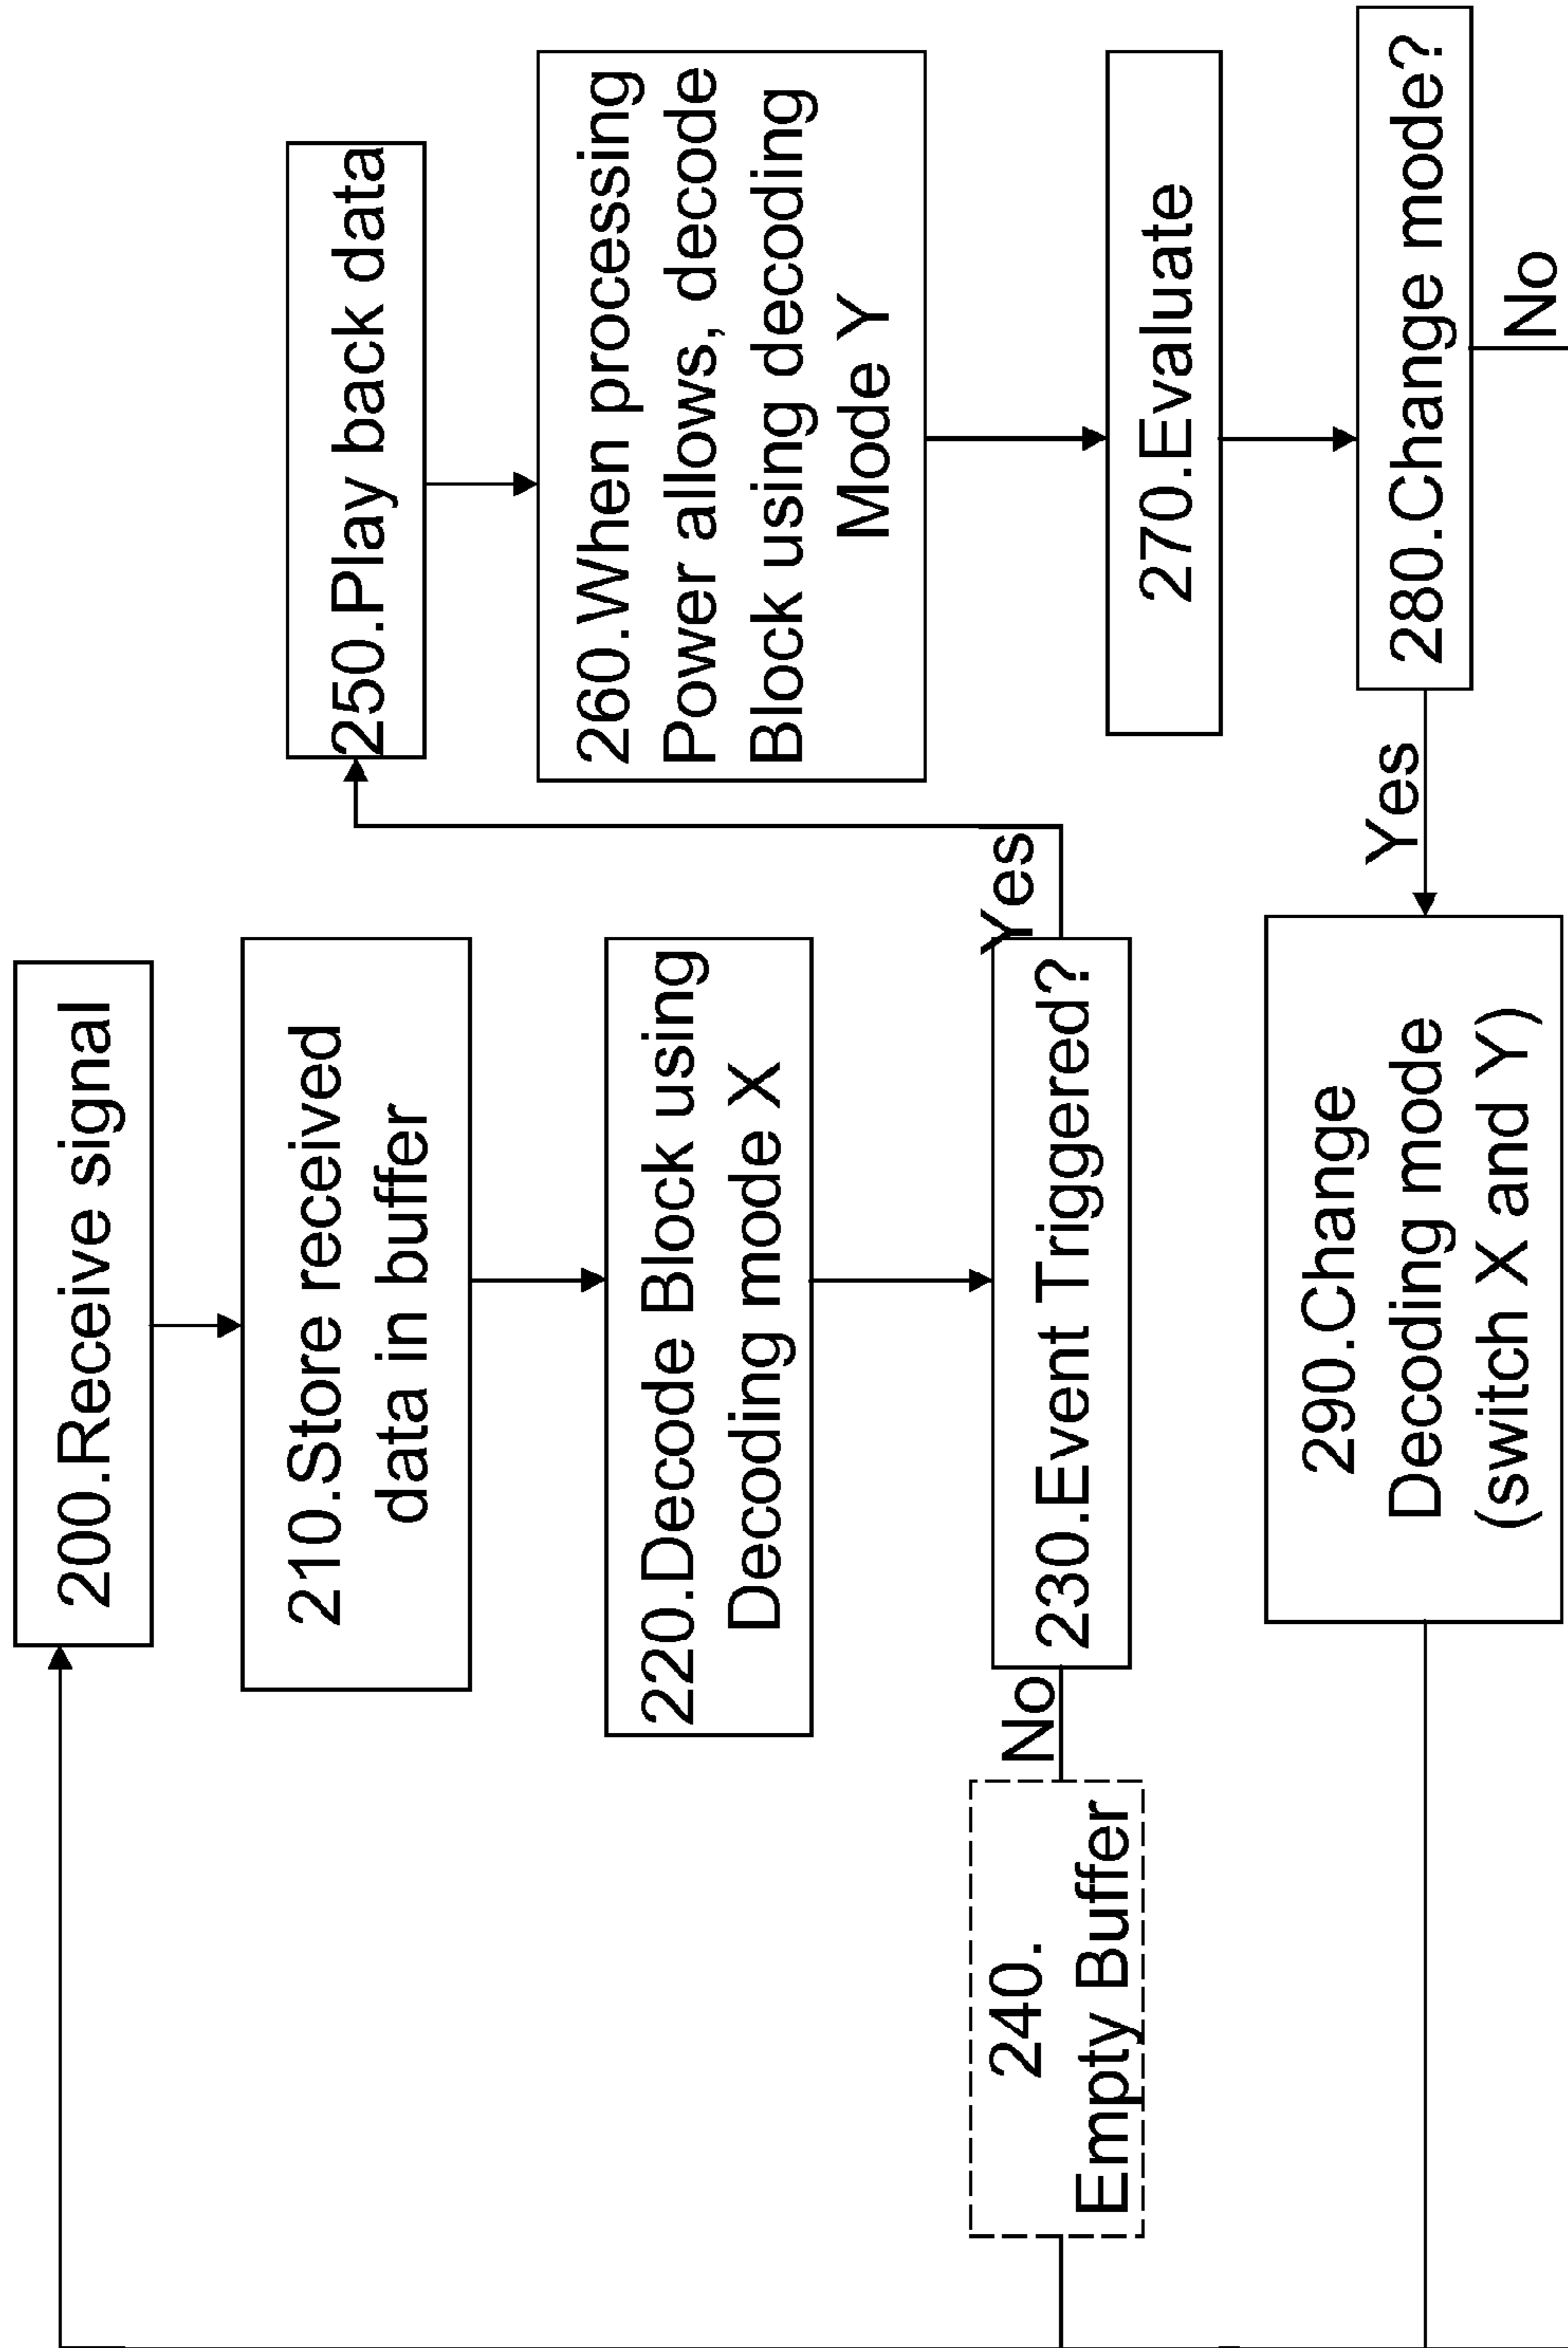 200.Receive signal
210.Store received
data in buffer
220.Decode Block using
Decoding mode X
230.Event Triggered?
No
Yes
240.
Empty Buffer
250.Play back data
260.When processing
Power allows, decode
Block using decoding
Mode Y
270.Evaluate
280.Change mode?
Yes
No
290.Change
Decoding mode
(switch X and Y)